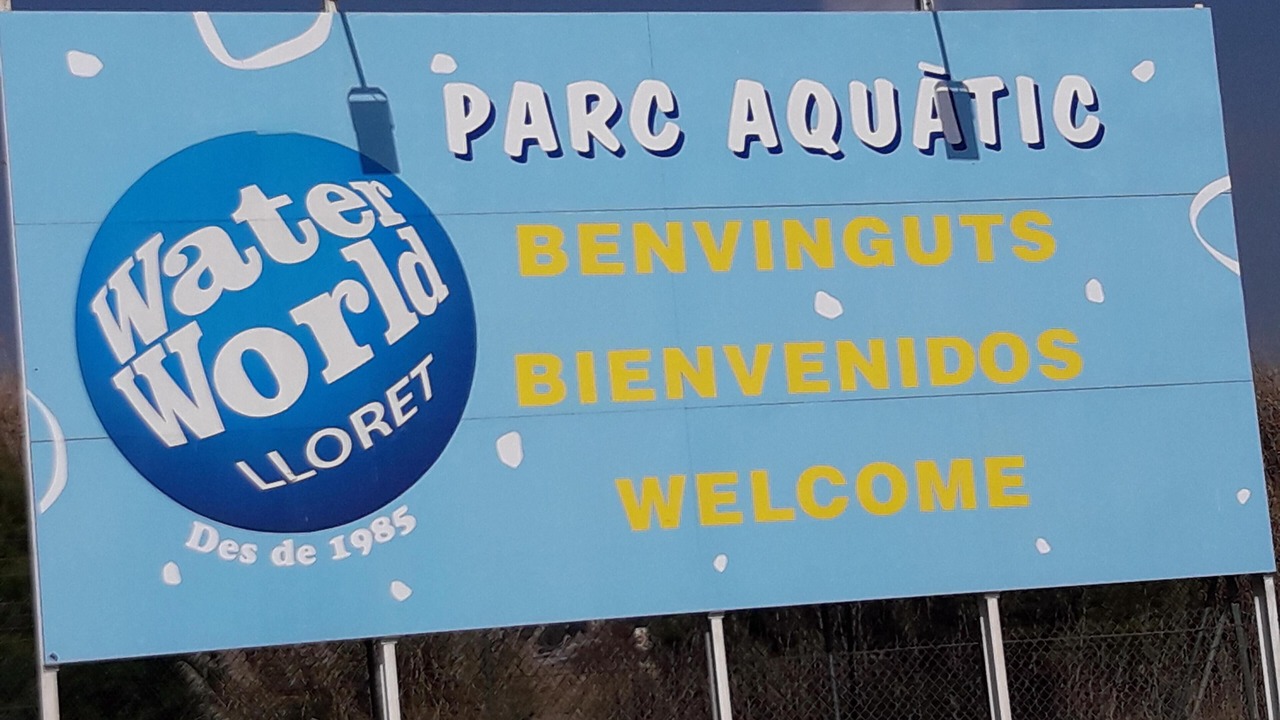 PARC AQUÀTIC
Water
World
LLORET
Des de 1985
BENVINGUTS
BIENVENIDOS
WELCOME